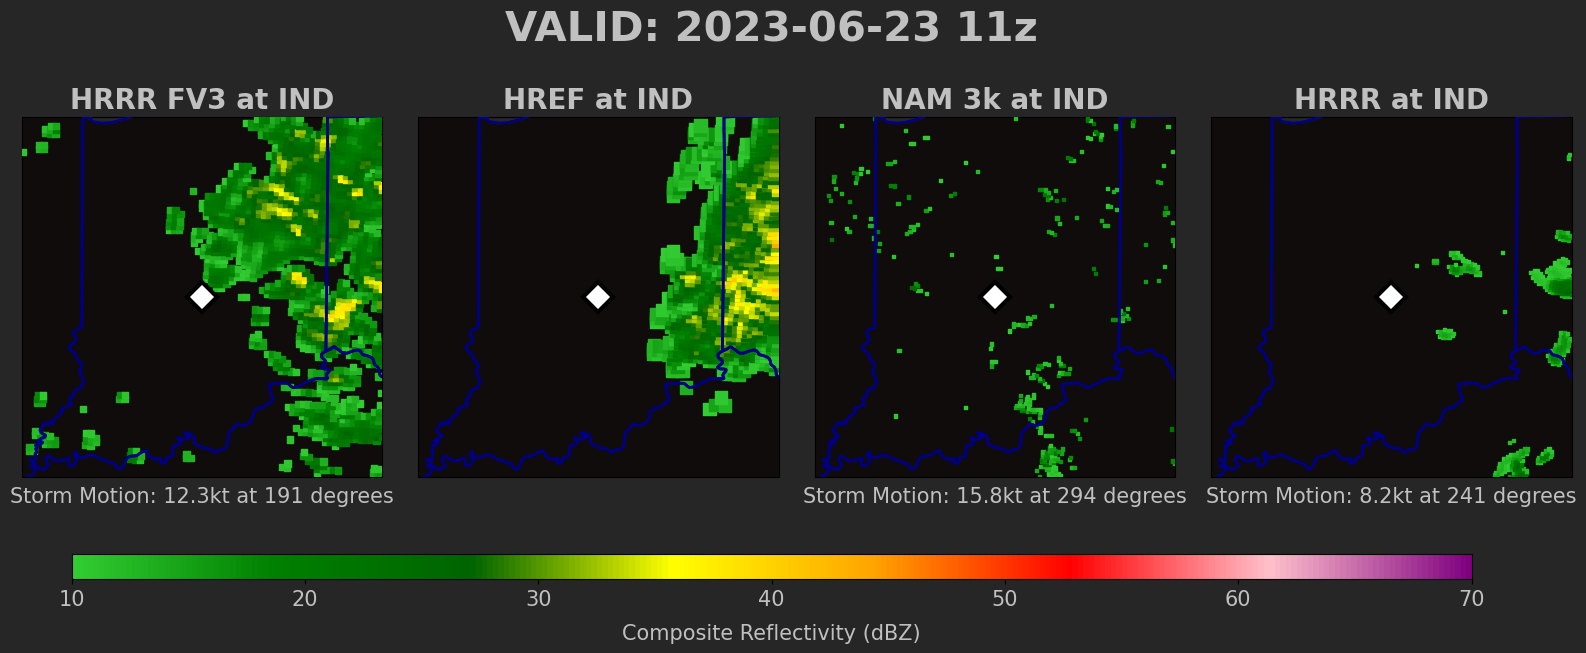 VALID: 2023-06-23 11z
HRRR FV3 at IND
HREF at IND
NAM 3k at IND
HRRR at IND
Storm Motion: 12.3kt at 191 degrees
Storm Motion: 15.8kt at 294 degrees
Storm Motion: 8.2kt at 241 degrees
10 20 30 40 50 60 70
Composite Reflectivity (dBZ)